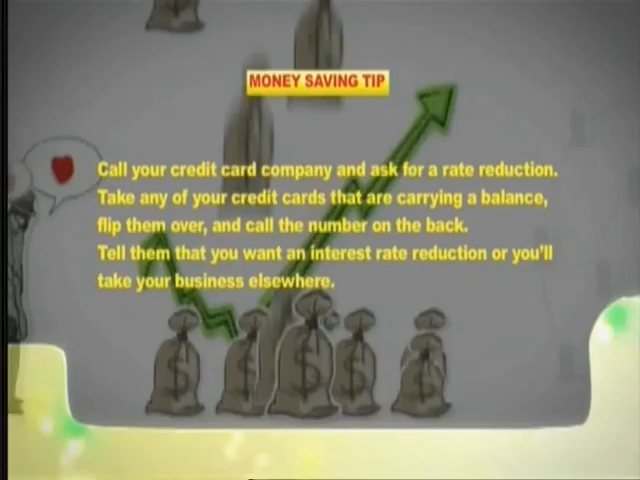 MONEY SAVING TIP
Call your credit card company and ask for a rate reduction.
Take any of your credit cards that are carrying a balance,
flip them over, and call the number on the back.
Tell them that you want an interest rate reduction or you'll
take your business elsewhere.
$ $ $ $ $